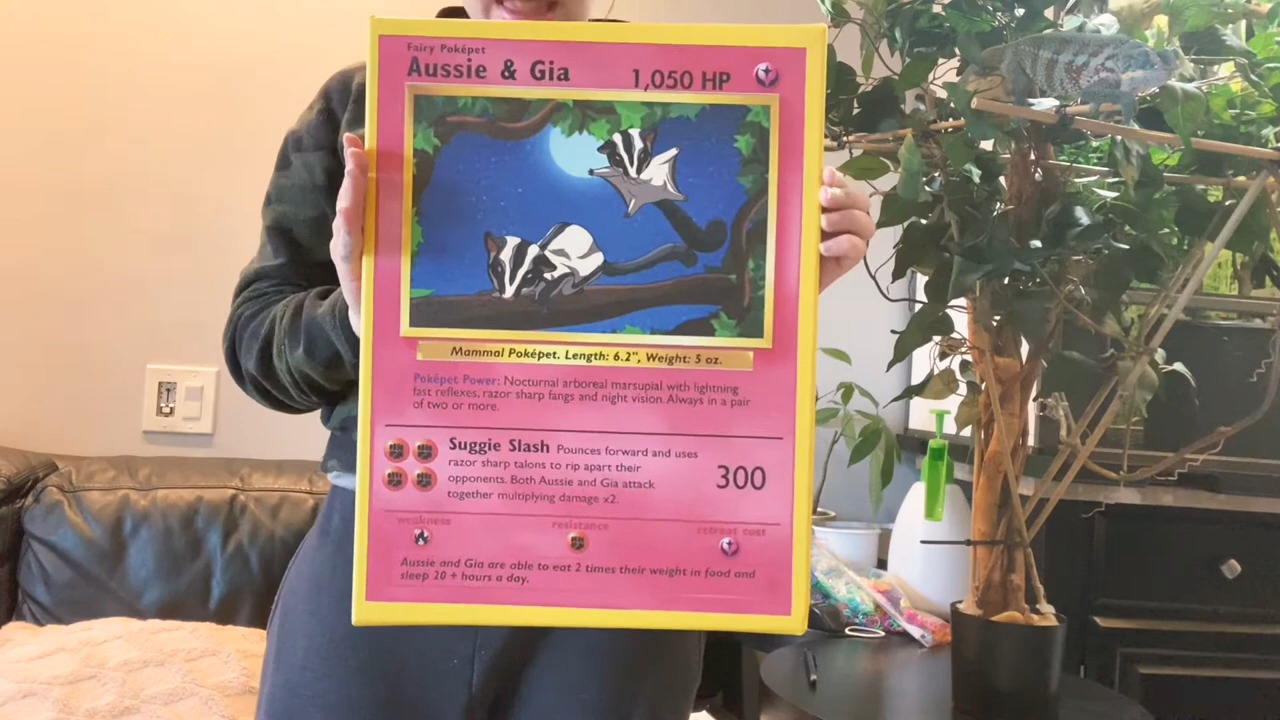 Fairy Poképet
Aussie & Gia
1,050 HP
Mammal Poképet. Length: 6.2", Weight: 5 oz.
Poképet Power: Nocturnal arboreal marsupial with lightning
fast reflexes, razor sharp fangs and night vision. Always in a pair
of two or more.
Suggie Slash Pounces forward and uses
razor sharp talons to rip apart their
opponents. Both Aussie and Gia attack
together multiplying damage x2.
300
weakness
resistance
retreat cost
Aussie and Gia are able to eat 2 times their weight in food and
sleep 20 + hours a day.